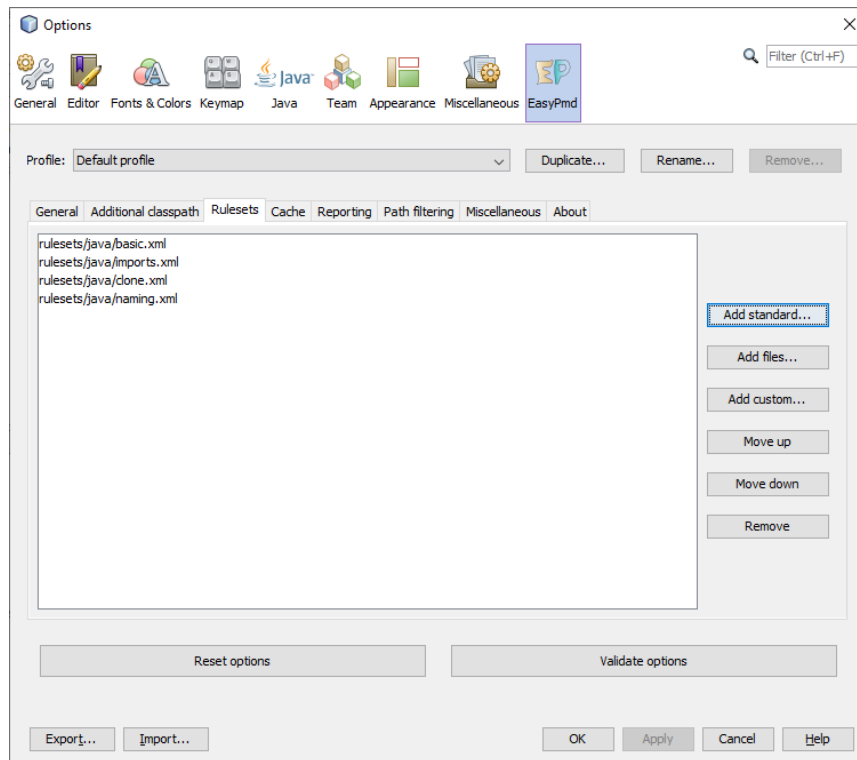 Options
Filter (Ctrl+F)
General Editor Fonts & Colors Keymap Java Team Appearance Miscellaneous EasyPmd
Profile: Default profile Duplicate... Rename... Remove...
General Additional classpath Rulesets Cache Reporting Path filtering Miscellaneous About
rulesets/java/basic.xml
rulesets/java/imports.xml
rulesets/java/clone.xml
rulesets/java/naming.xml
Add standard...
Add files...
Add custom...
Move up
Move down
Remove
Reset options Validate options
Export... Import... OK Apply Cancel Help